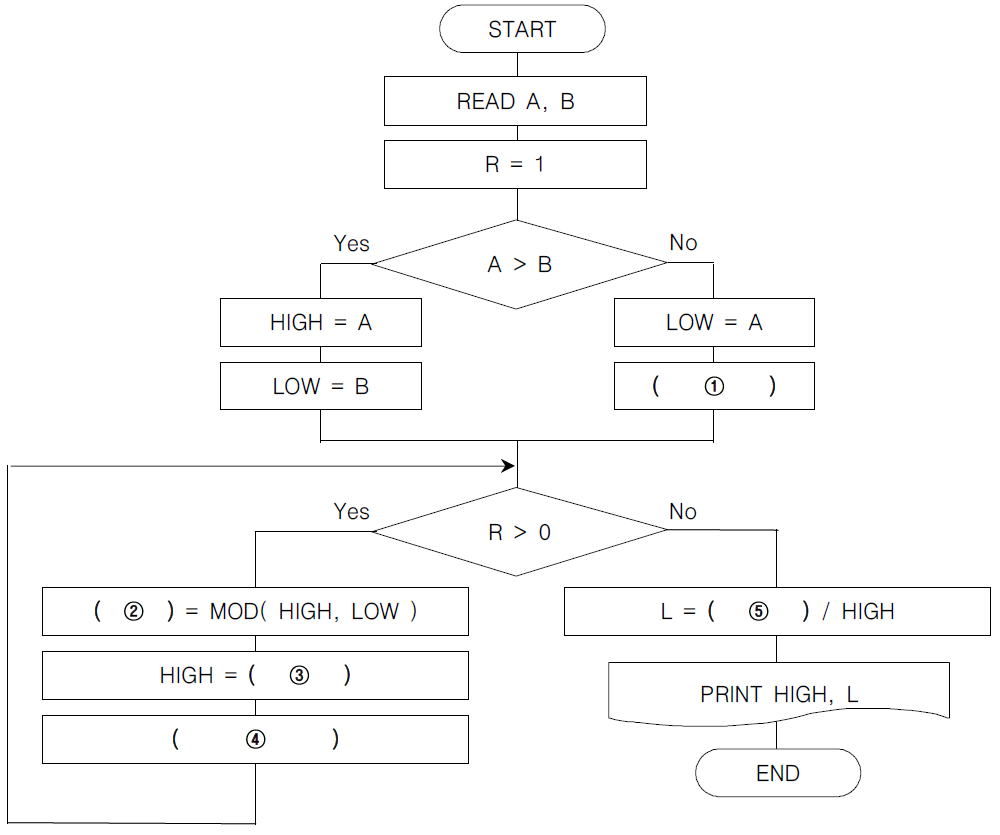 START
READ A, B
R = 1
Yes
A > B
No
HIGH = A
LOW = B
LOW = A
( ① )
Yes
R > 0
No
( ② ) = MOD( HIGH, LOW )
HIGH = ( ③ )
( ④ )
L = ( ⑤ ) / HIGH
PRINT HIGH, L
END